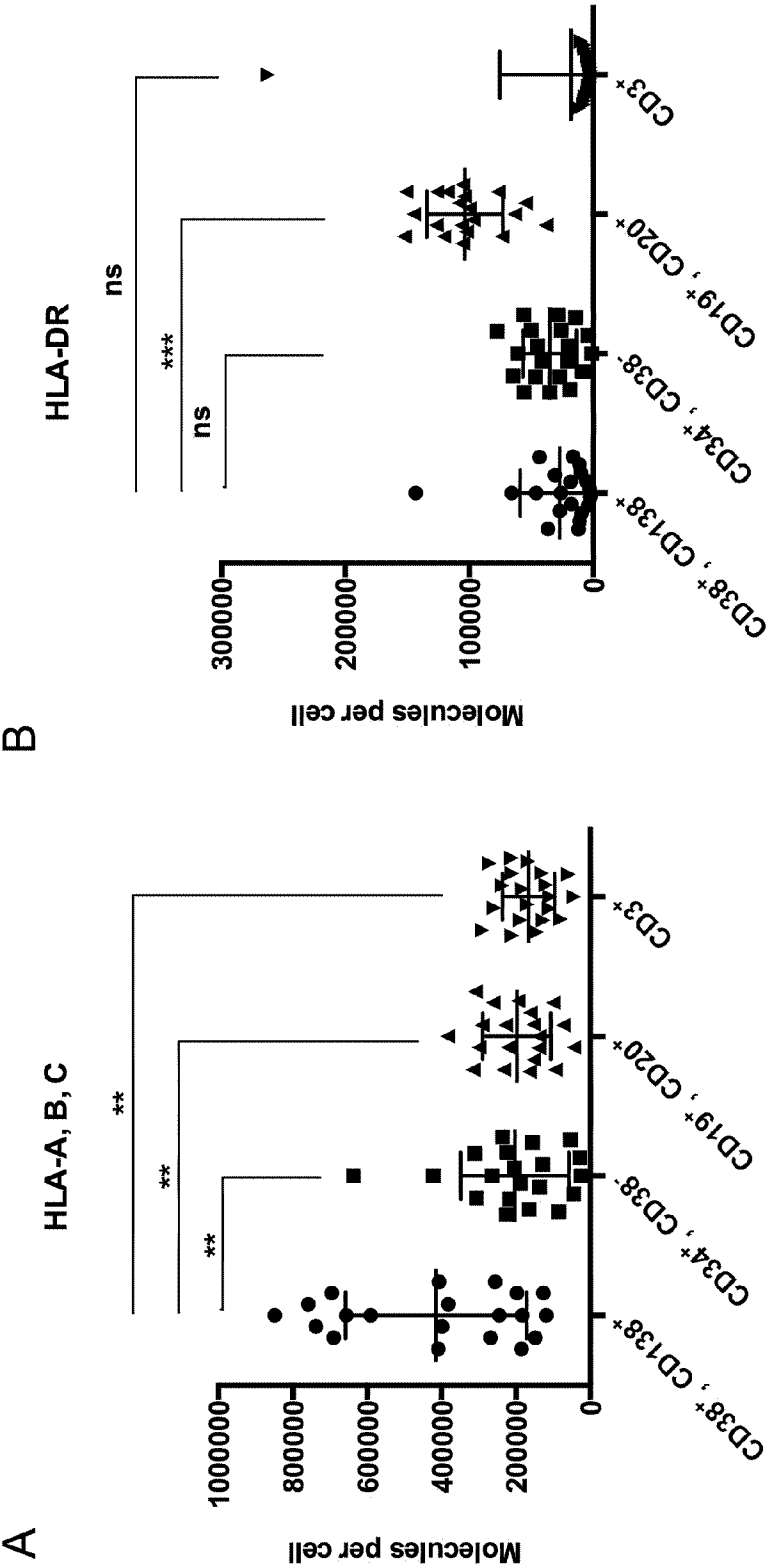 A
HLA-A, B, C
**
**
**
Molecules per cell
1000000
800000
600000
400000
200000
0
CD38+, CD138+
CD34+, CD38-
CD19+, CD20+
CD3+
B
HLA-DR
ns
***
ns
Molecules per cell
300000
200000
100000
0
CD38+, CD138+
CD34+, CD38-
CD19+, CD20+
CD3+